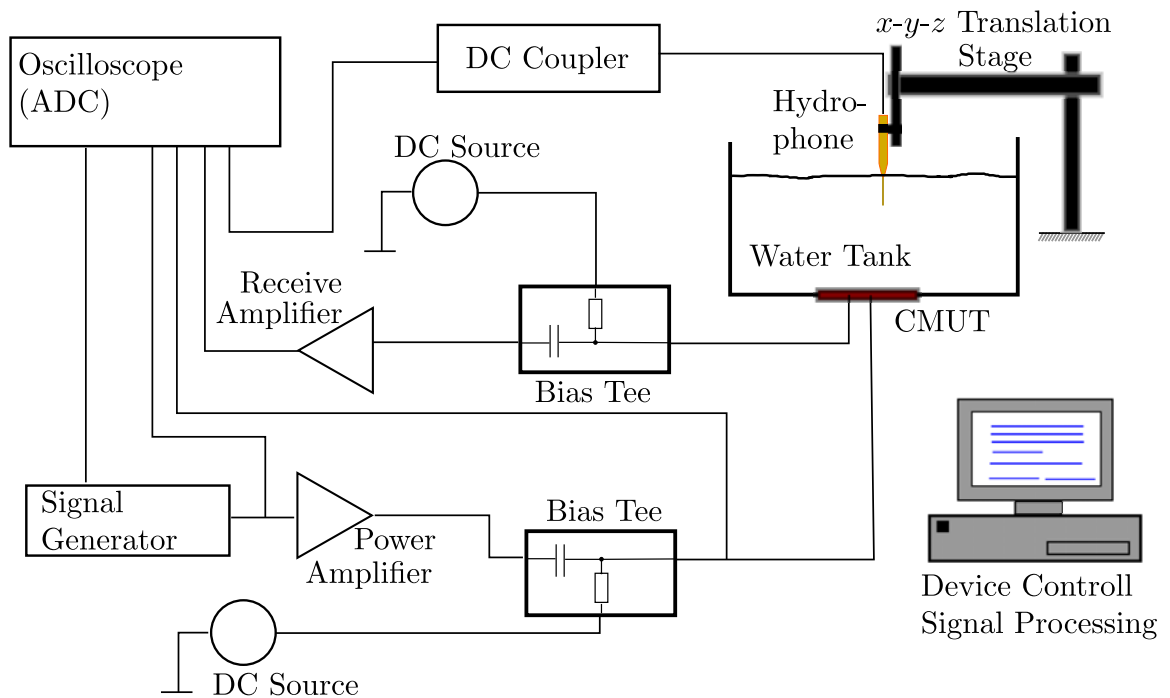 x-y-z Translation
Stage
Oscilloscope
(ADC)
DC Coupler
Hydro-
phone
DC Source
Water Tank
Receive
Amplifier
CMUT
Bias Tee
Signal
Generator
Bias Tee
Power
Amplifier
Device Controll
Signal Processing
DC Source